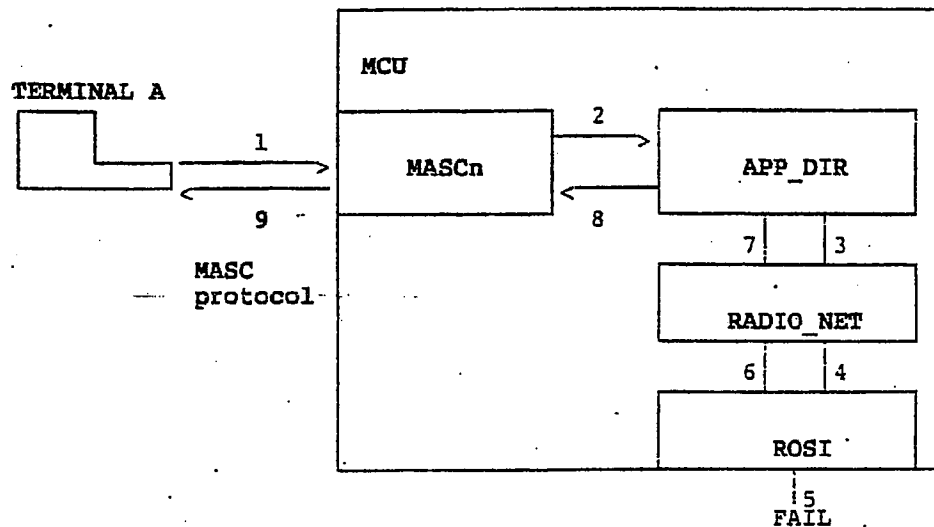 MCU
TERMINAL A
1
2
MASCn
APP_DIR
9
8
7
3
MASC
protocol
RADIO_NET
6
4
ROSI
5
FAIL